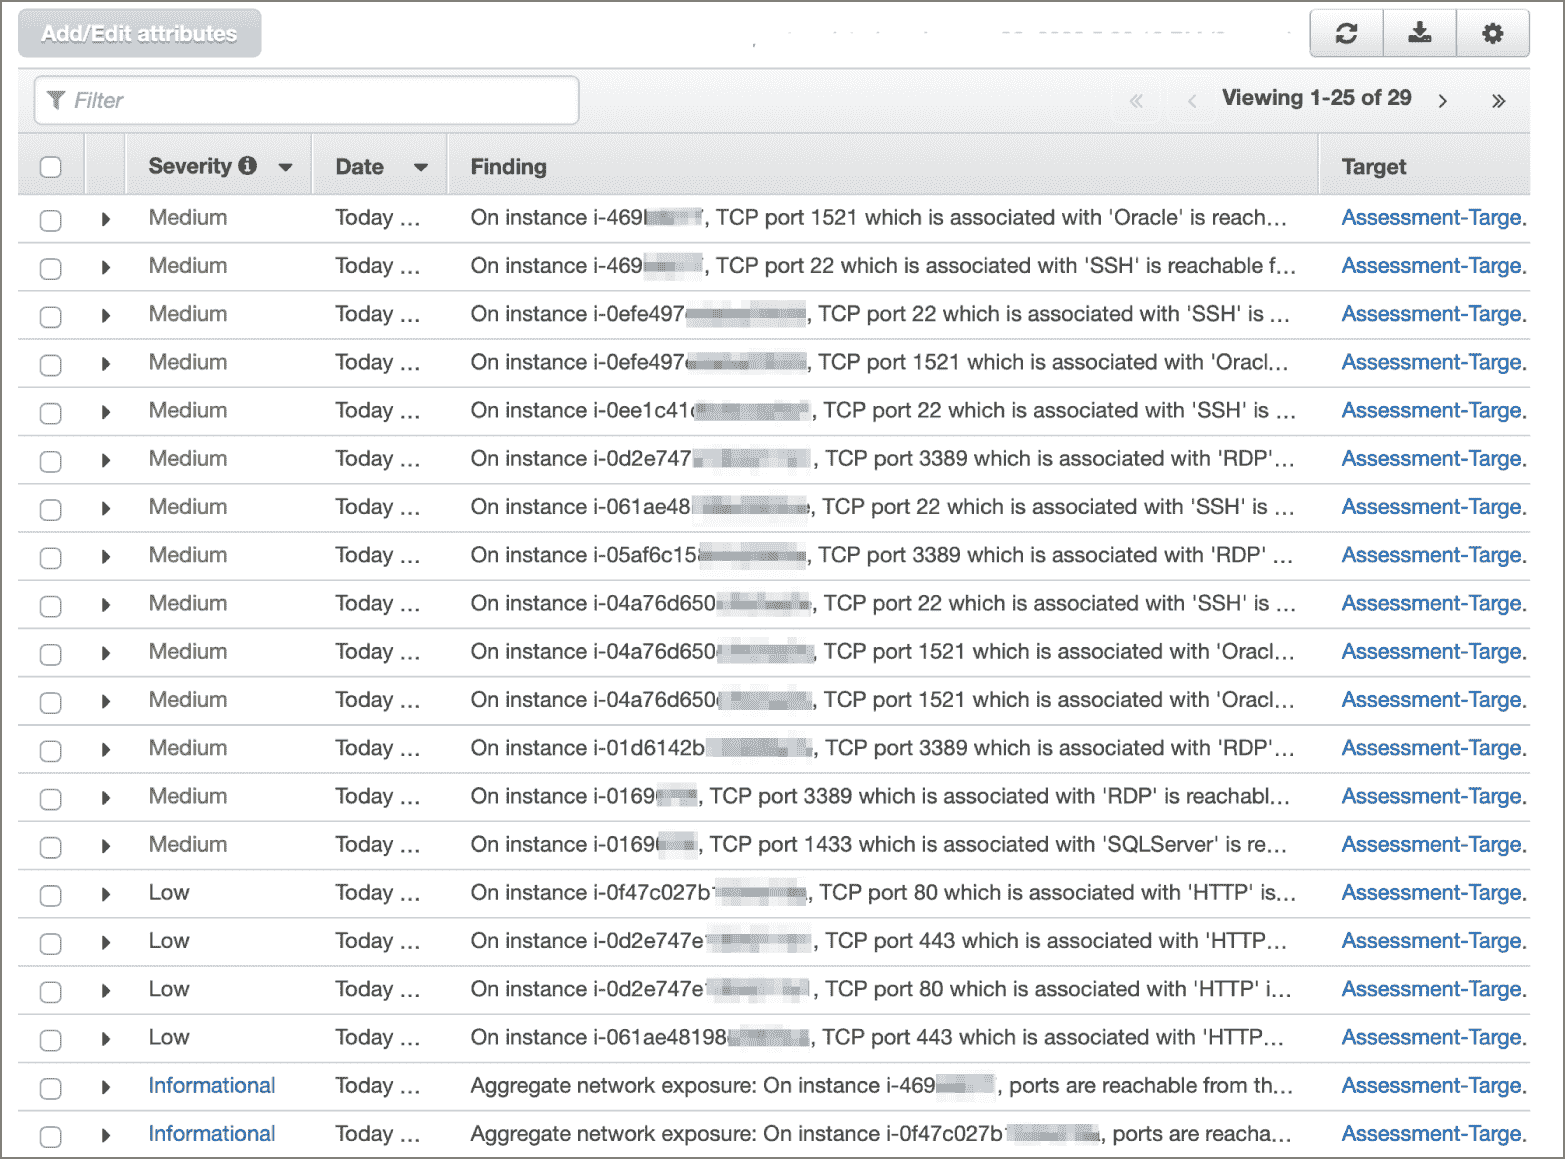 Add/Edit attributes
Filter
Viewing 1-25 of 29
Severity Date Finding Target
Medium Today ... On instance i-469 , TCP port 1521 which is associated with 'Oracle' is reach... Assessment-Targe.
Medium Today ... On instance i-469 , TCP port 22 which is associated with 'SSH' is reachable f... Assessment-Targe.
Medium Today ... On instance i-0efe497 , TCP port 22 which is associated with 'SSH' is ... Assessment-Targe.
Medium Today ... On instance i-0efe497 , TCP port 1521 which is associated with 'Oracl... Assessment-Targe.
Medium Today ... On instance i-0ee1c41 , TCP port 22 which is associated with 'SSH' is ... Assessment-Targe.
Medium Today ... On instance i-0d2e747 , TCP port 3389 which is associated with 'RDP'... Assessment-Targe.
Medium Today ... On instance i-061ae48 , TCP port 22 which is associated with 'SSH' is ... Assessment-Targe.
Medium Today ... On instance i-05af6c15 , TCP port 3389 which is associated with 'RDP' ... Assessment-Targe.
Medium Today ... On instance i-04a76d650 , TCP port 22 which is associated with 'SSH' is ... Assessment-Targe.
Medium Today ... On instance i-04a76d650 , TCP port 1521 which is associated with 'Oracl... Assessment-Targe.
Medium Today ... On instance i-04a76d650 , TCP port 1521 which is associated with 'Oracl... Assessment-Targe.
Medium Today ... On instance i-01d6142b , TCP port 3389 which is associated with 'RDP'... Assessment-Targe.
Medium Today ... On instance i-0169 , TCP port 3389 which is associated with 'RDP' is reachabl... Assessment-Targe.
Medium Today ... On instance i-0169 , TCP port 1433 which is associated with 'SQLServer' is re... Assessment-Targe.
Low Today ... On instance i-0f47c027b , TCP port 80 which is associated with 'HTTP' is... Assessment-Targe.
Low Today ... On instance i-0d2e747e , TCP port 443 which is associated with 'HTTP... Assessment-Targe.
Low Today ... On instance i-0d2e747e , TCP port 80 which is associated with 'HTTP' i... Assessment-Targe.
Low Today ... On instance i-061ae48198 , TCP port 443 which is associated with 'HTTP... Assessment-Targe.
Informational Today ... Aggregate network exposure: On instance i-469 , ports are reachable from th... Assessment-Targe.
Informational Today ... Aggregate network exposure: On instance i-0f47c027b , ports are reacha... Assessment-Targe.